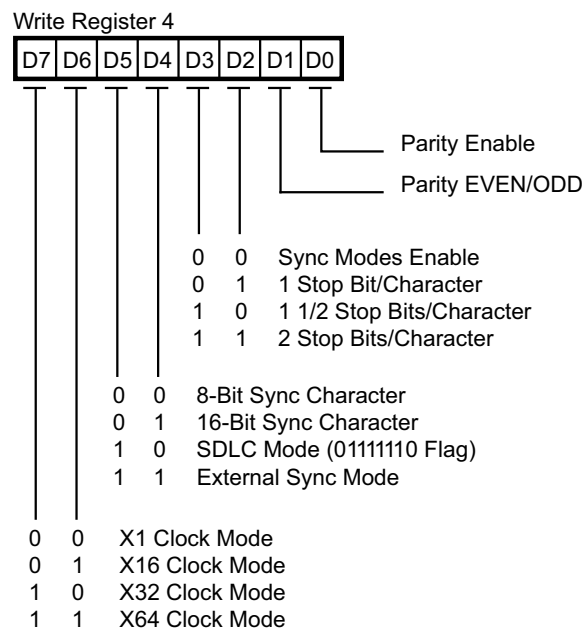 Write Register 4
D7 D6 D5 D4 D3 D2 D1 D0
Parity Enable
Parity EVEN/ODD
0 0 Sync Modes Enable
0 1 1 Stop Bit/Character
1 0 1 1/2 Stop Bits/Character
1 1 2 Stop Bits/Character
0 0 8-Bit Sync Character
0 1 16-Bit Sync Character
1 0 SDLC Mode (01111110 Flag)
1 1 External Sync Mode
0 0 X1 Clock Mode
0 1 X16 Clock Mode
1 0 X32 Clock Mode
1 1 X64 Clock Mode